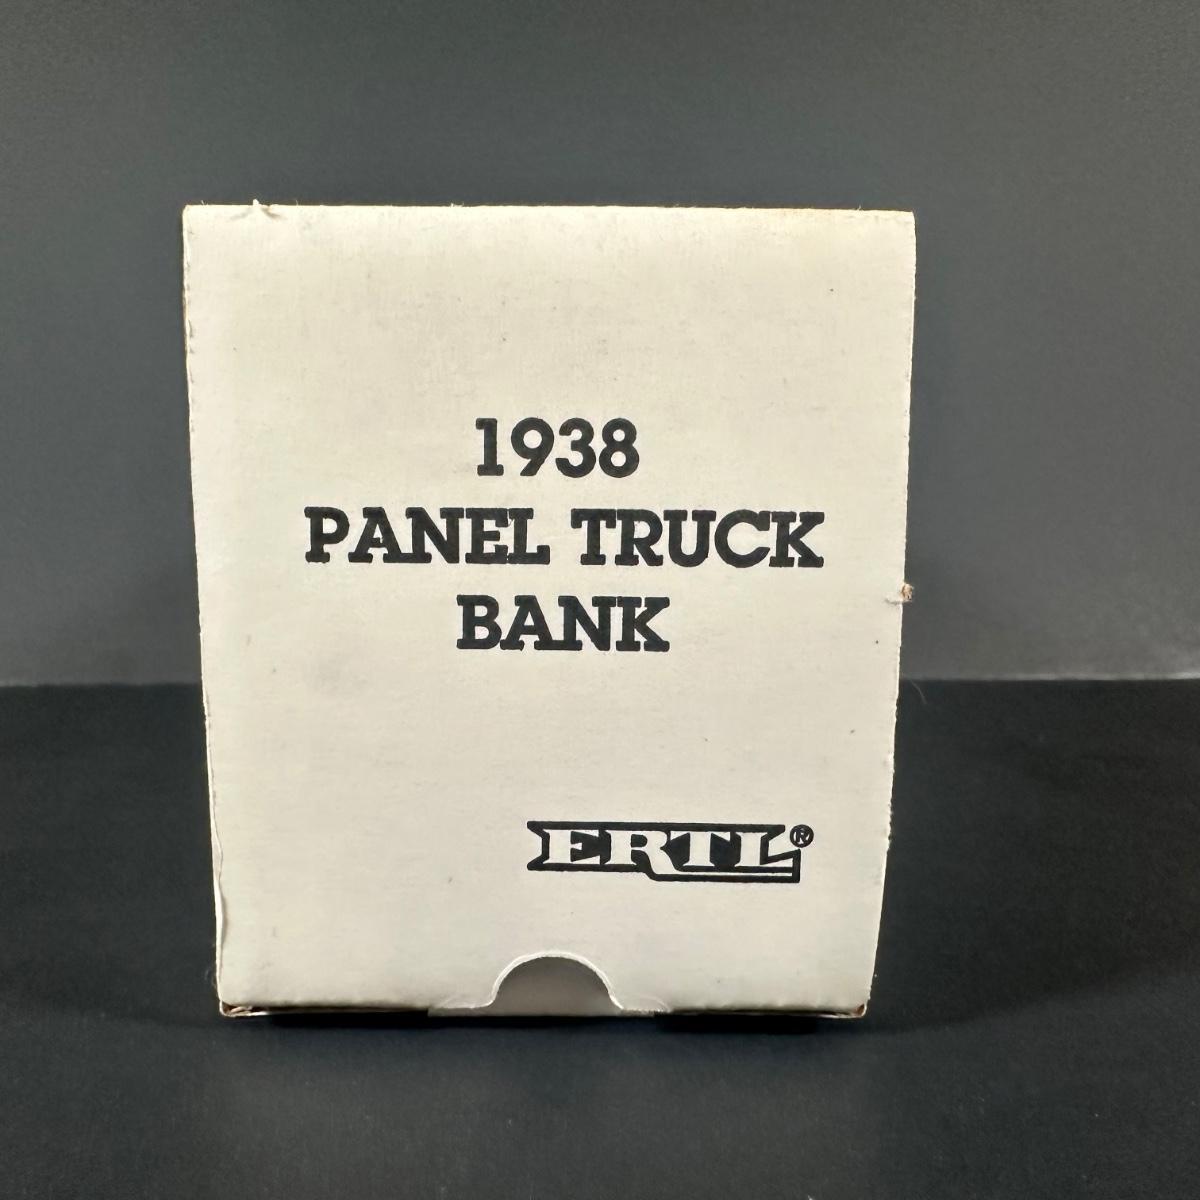 1938
PANEL TRUCK
BANK
ERTL®